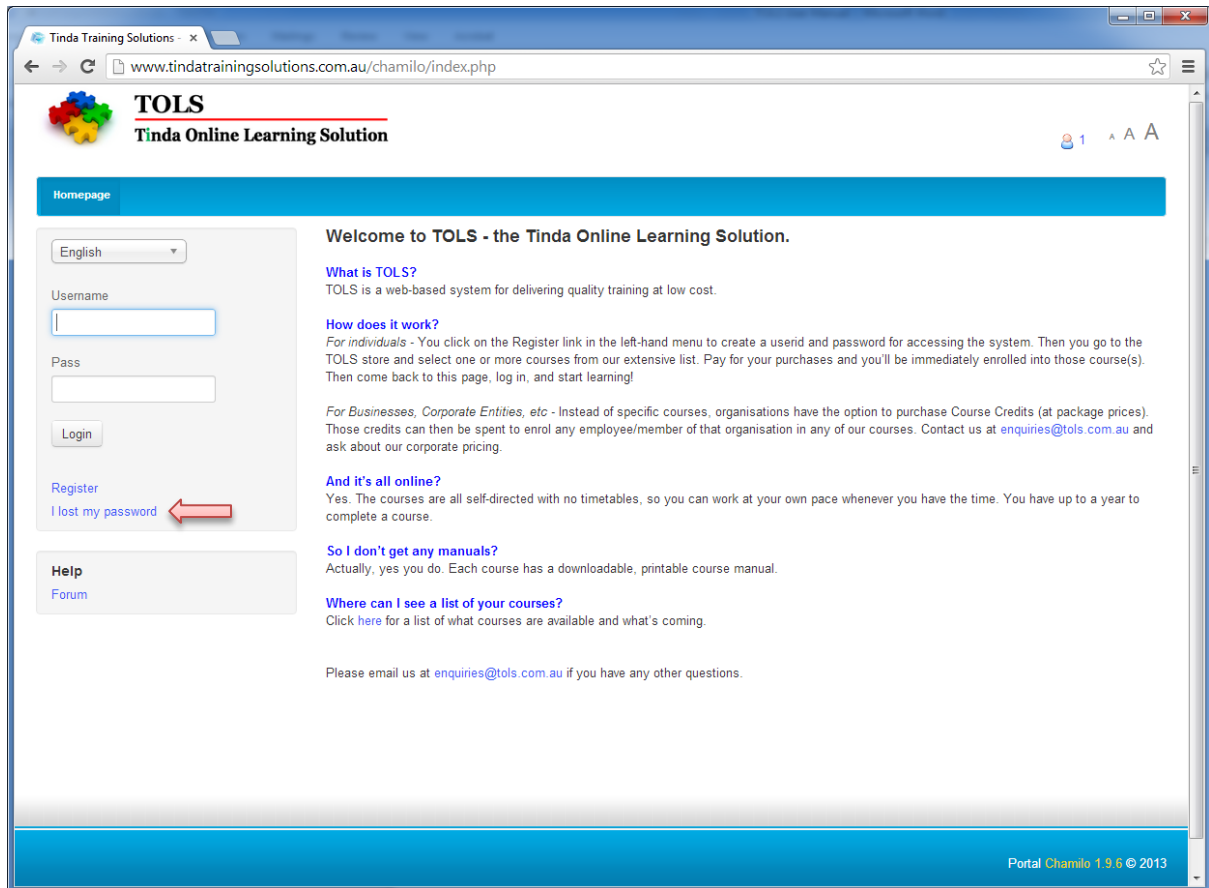 Tinda Training Solutions -
www.tindatrainingsolutions.com.au/chamilo/index.php
TOLS
Tinda Online Learning Solution
1 A A A
Homepage
English
Username
Pass
Login
Register
I lost my password
Help
Forum
Welcome to TOLS - the Tinda Online Learning Solution.
What is TOLS?
TOLS is a web-based system for delivering quality training at low cost.
How does it work?
For individuals - You click on the Register link in the left-hand menu to create a userid and password for accessing the system. Then you go to the
TOLS store and select one or more courses from our extensive list. Pay for your purchases and you'll be immediately enrolled into those course(s).
Then come back to this page, log in, and start learning!
For Businesses, Corporate Entities, etc - Instead of specific courses, organisations have the option to purchase Course Credits (at package prices).
Those credits can then be spent to enrol any employee/member of that organisation in any of our courses. Contact us at enquiries@tols.com.au and
ask about our corporate pricing.
And it's all online?
Yes. The courses are all self-directed with no timetables, so you can work at your own pace whenever you have the time. You have up to a year to
complete a course.
So I don't get any manuals?
Actually, yes you do. Each course has a downloadable, printable course manual.
Where can I see a list of your courses?
Click here for a list of what courses are available and what's coming.
Please email us at enquiries@tols.com.au if you have any other questions.
Portal Chamilo 1.9.6 © 2013